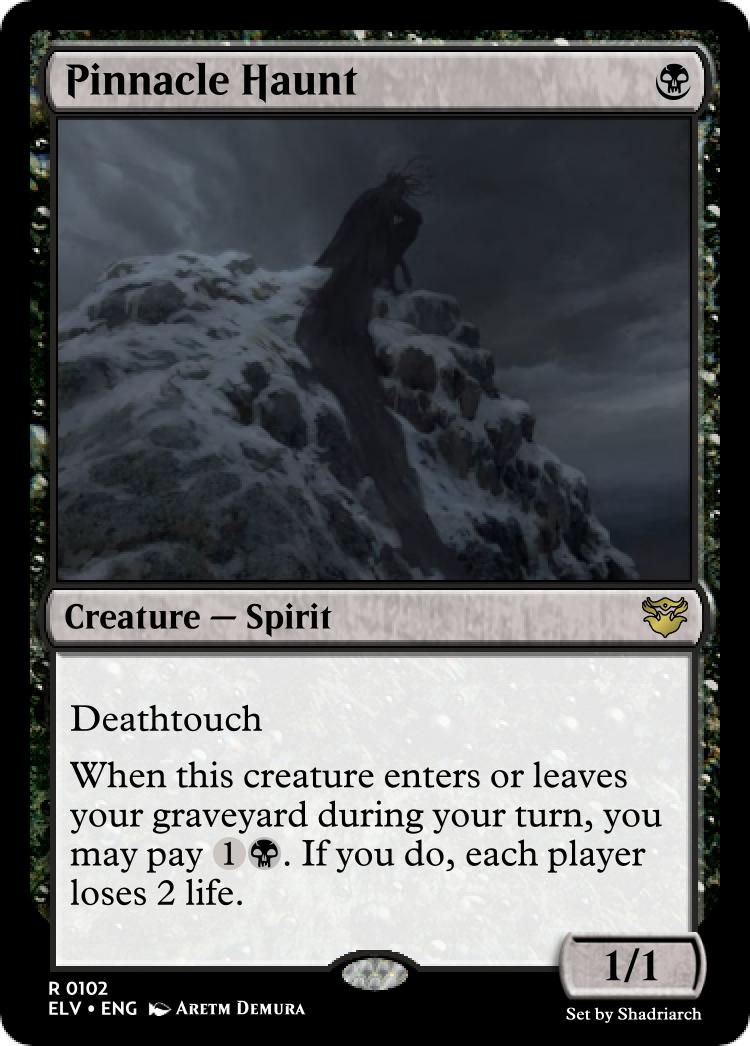 Pinnacle Haunt
Creature — Spirit
Deathtouch
When this creature enters or leaves
your graveyard during your turn, you
may pay 1. If you do, each player
loses 2 life.
1/1
R 0102
ELV • ENG ARETM DEMURA
Set by Shadriarch